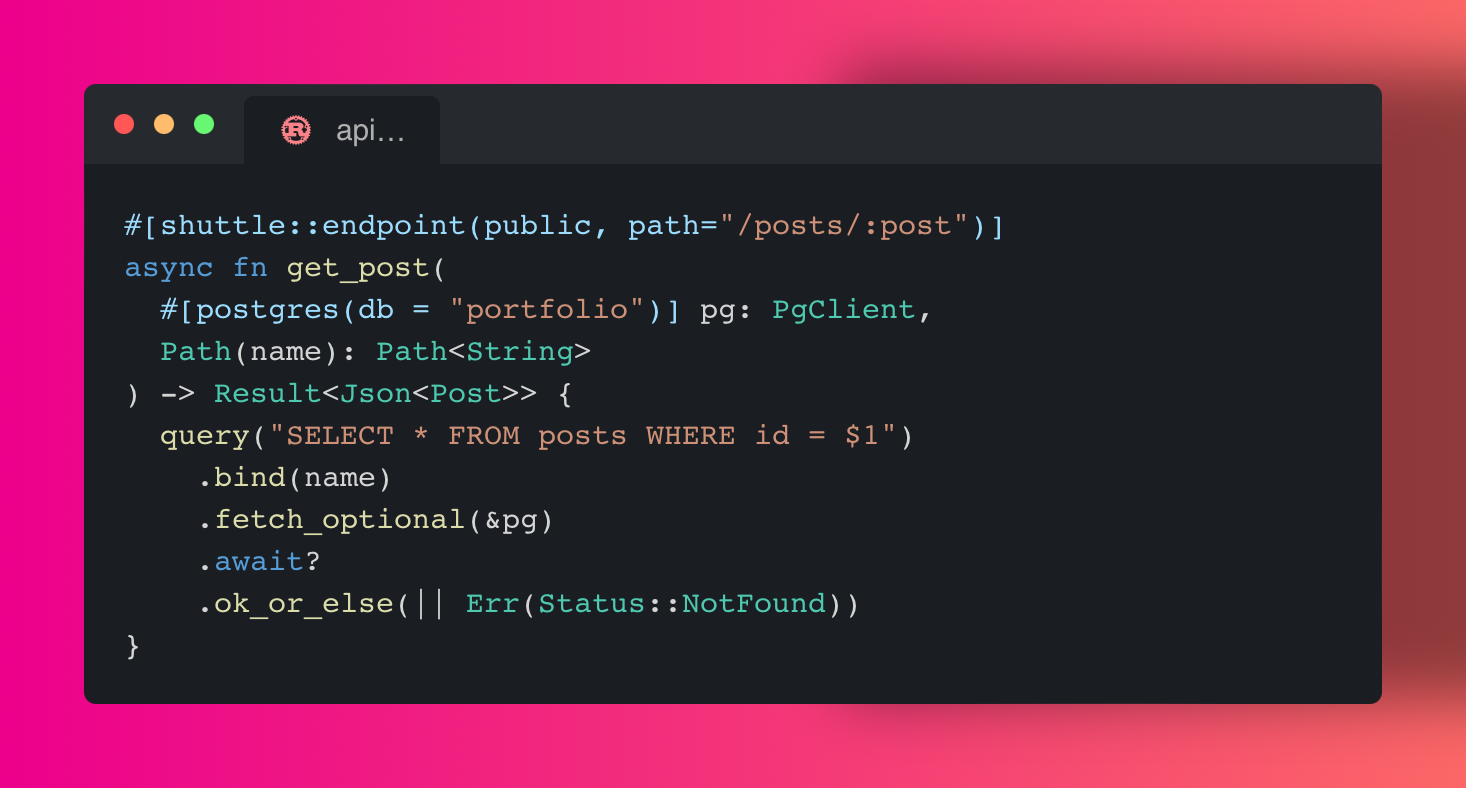 api...
#[shuttle::endpoint(public, path="/posts/:post")]
async fn get_post(
  #[postgres(db = "portfolio")] pg: PgClient,
  Path(name): Path<String>
) -> Result<Json<Post>> {
  query("SELECT * FROM posts WHERE id = $1")
    .bind(name)
    .fetch_optional(&pg)
    .await?
    .ok_or_else(|| Err(Status::NotFound))
}